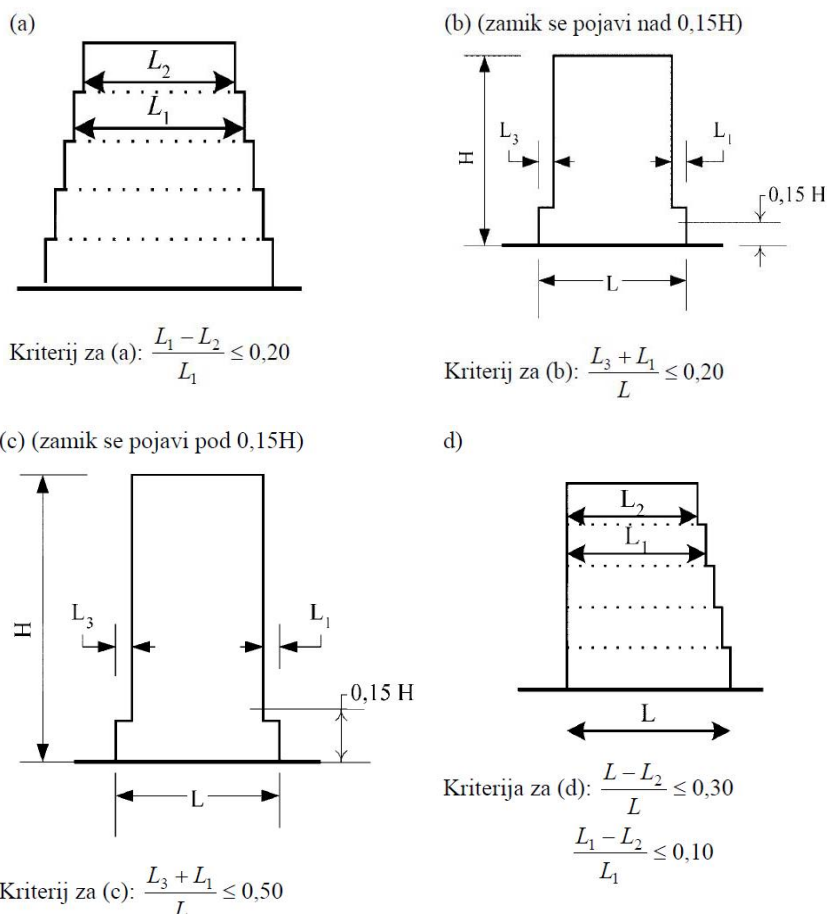 (a)
L₂
L₁
Kriterij za (a): (L₁ − L₂) / L₁ ≤ 0,20
(b) (zamik se pojavi nad 0,15H)
H
L₃
L₁
0,15 H
L
Kriterij za (b): (L₃ + L₁) / L ≤ 0,20
(c) (zamik se pojavi pod 0,15H)
H
L₃
L₁
0,15 H
L
Kriterij za (c): (L₃ + L₁) / L ≤ 0,50
d)
L₂
L₁
L
Kriterija za (d): (L − L₂) / L ≤ 0,30
(L₁ − L₂) / L₁ ≤ 0,10